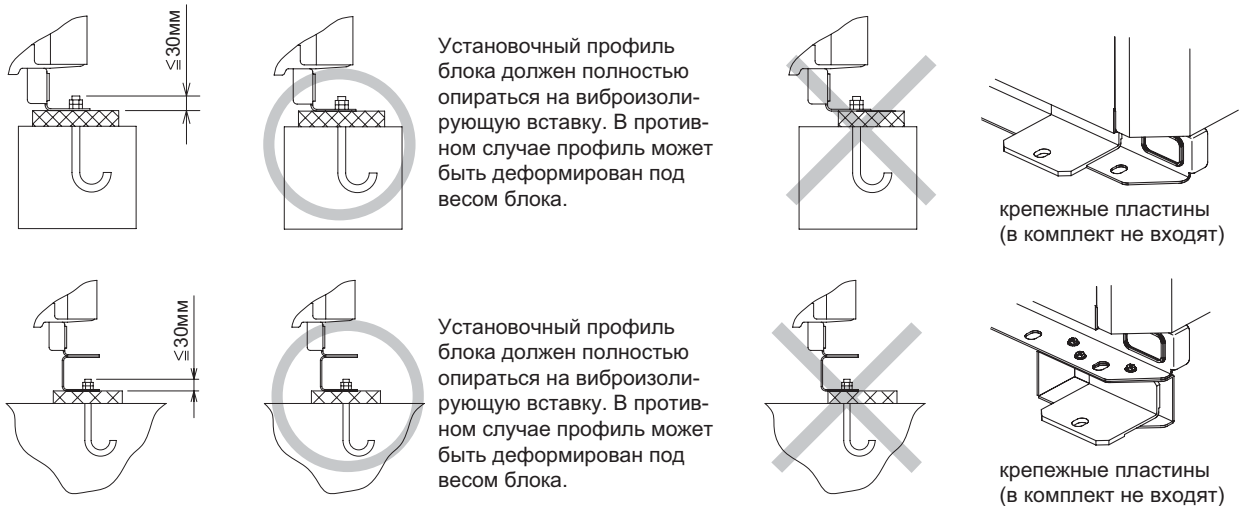 ≦30мм
Установочный профиль
блока должен полностью
опираться на виброизоли-
рующую вставку. В против-
ном случае профиль может
быть деформирован под
весом блока.
крепежные пластины
(в комплект не входят)
≦30мм
Установочный профиль
блока должен полностью
опираться на виброизоли-
рующую вставку. В против-
ном случае профиль может
быть деформирован под
весом блока.
крепежные пластины
(в комплект не входят)